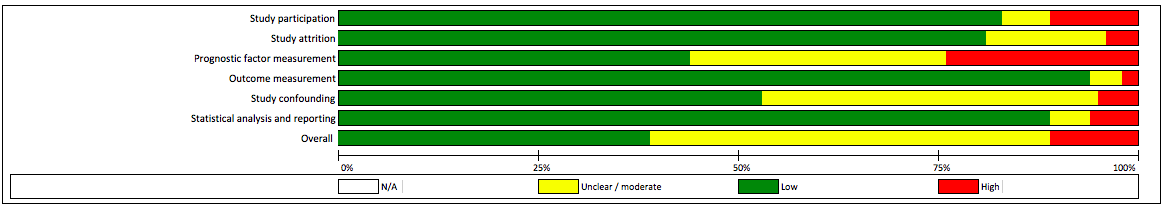 Study participation
Study attrition
Prognostic factor measurement
Outcome measurement
Study confounding
Statistical analysis and reporting
Overall
0% 25% 50% 75% 100%
N/A Unclear / moderate Low High